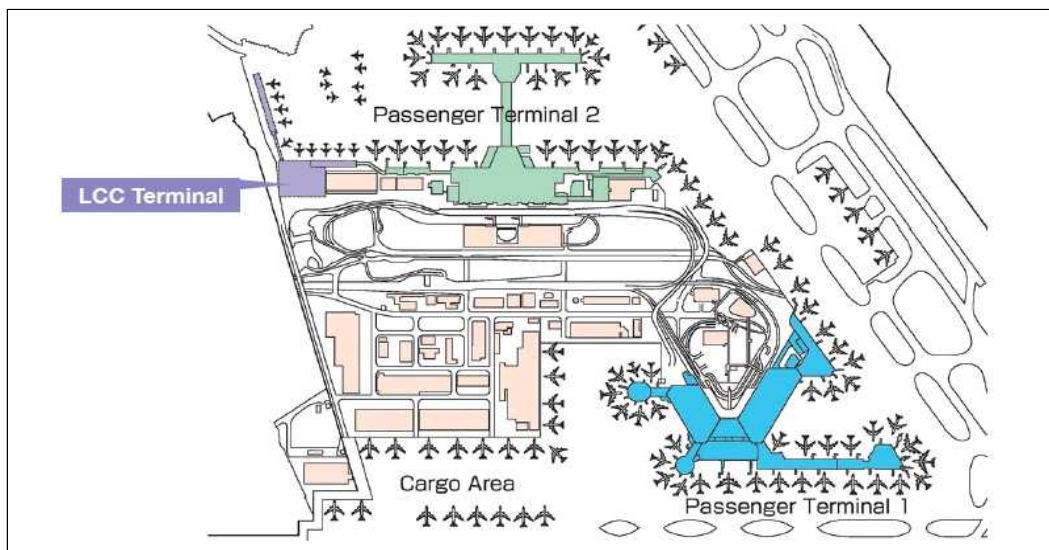 Passenger Terminal 2
LCC Terminal
Cargo Area
Passenger Terminal 1